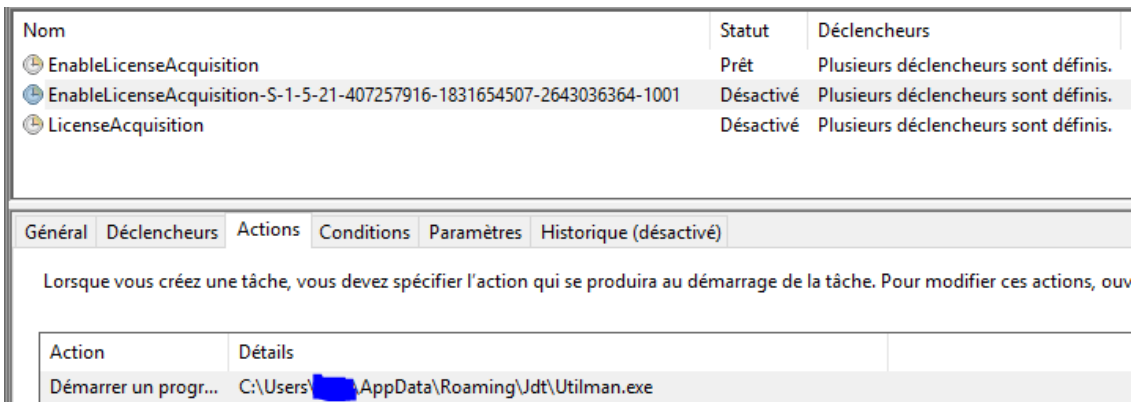 Nom Statut Déclencheurs
EnableLicenseAcquisition Prêt Plusieurs déclencheurs sont définis.
EnableLicenseAcquisition-S-1-5-21-407257916-1831654507-2643036364-1001 Désactivé Plusieurs déclencheurs sont définis.
LicenseAcquisition Désactivé Plusieurs déclencheurs sont définis.
Général Déclencheurs Actions Conditions Paramètres Historique (désactivé)
Lorsque vous créez une tâche, vous devez spécifier l'action qui se produira au démarrage de la tâche. Pour modifier ces actions, ouv
Action Détails
Démarrer un progr... C:\Users\ \AppData\Roaming\Jdt\Utilman.exe